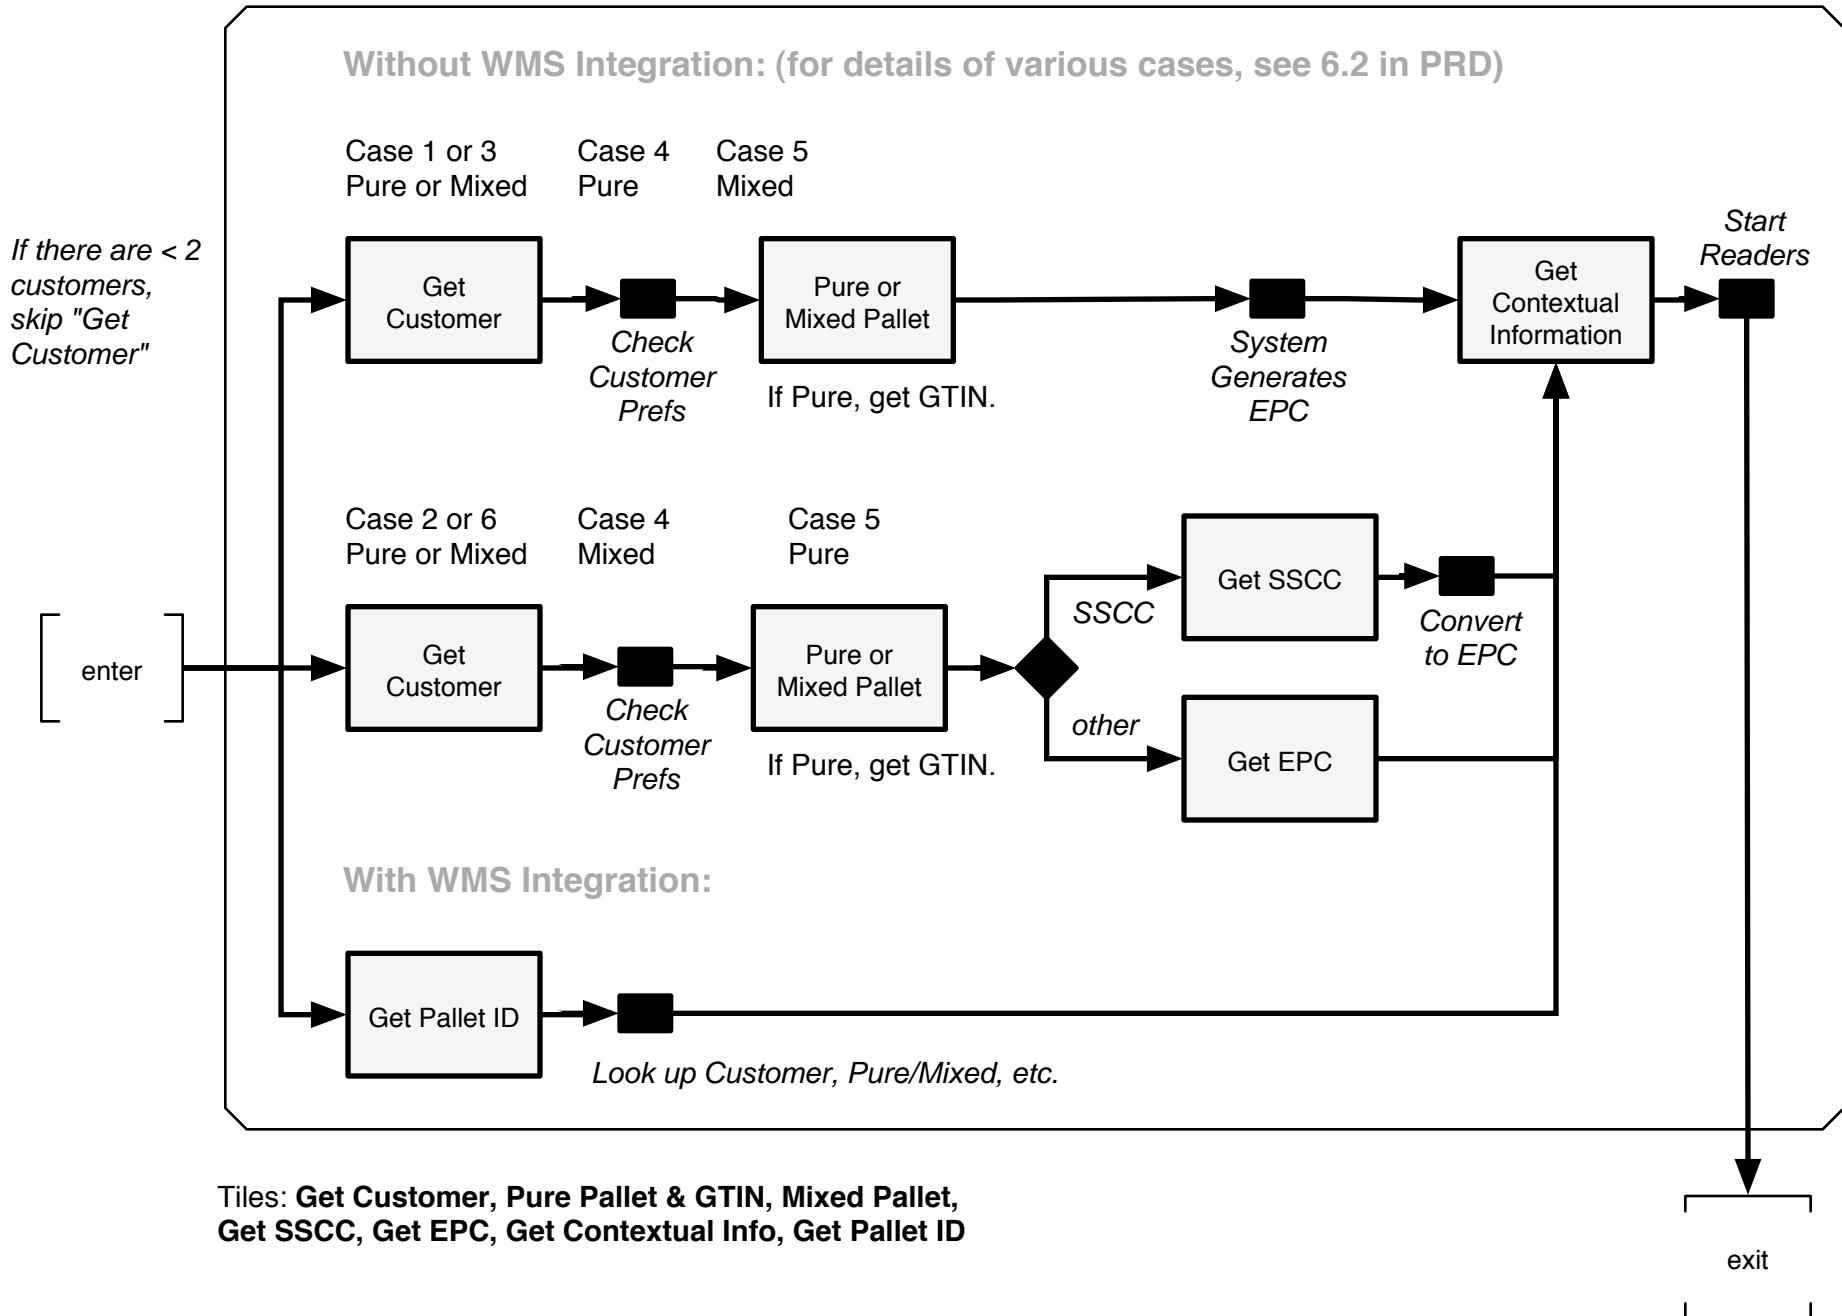 Without WMS Integration: (for details of various cases, see 6.2 in PRD)
Case 1 or 3
Pure or Mixed
Case 4
Pure
Case 5
Mixed
If there are < 2
customers,
skip "Get
Customer"
Get
Customer
Check
Customer
Prefs
Pure or
Mixed Pallet
If Pure, get GTIN.
System
Generates
EPC
Get
Contextual
Information
Start
Readers
Case 2 or 6
Pure or Mixed
Case 4
Mixed
Case 5
Pure
enter
Get
Customer
Check
Customer
Prefs
Pure or
Mixed Pallet
If Pure, get GTIN.
SSCC
other
Get SSCC
Convert
to EPC
Get EPC
With WMS Integration:
Get Pallet ID
Look up Customer, Pure/Mixed, etc.
Tiles: Get Customer, Pure Pallet & GTIN, Mixed Pallet,
Get SSCC, Get EPC, Get Contextual Info, Get Pallet ID
exit